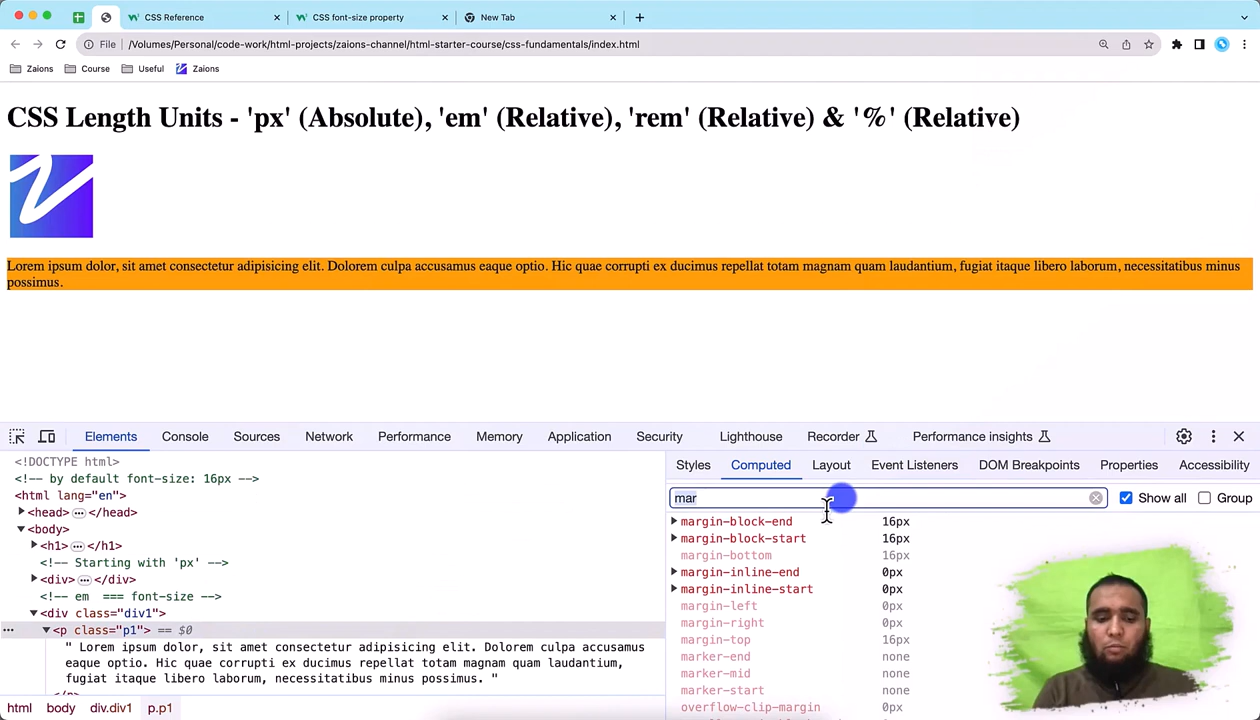 CSS Reference
CSS font-size property
New Tab
File | /Volumes/Personal/code-work/html-projects/zaions-channel/html-starter-course/css-fundamentals/index.html
Zaions Course Useful Zaions
CSS Length Units - 'px' (Absolute), 'em' (Relative), 'rem' (Relative) & '%' (Relative)
Lorem ipsum dolor, sit amet consectetur adipisicing elit. Dolorem culpa accusamus eaque optio. Hic quae corrupti ex ducimus repellat totam magnam quam laudantium, fugiat itaque libero laborum, necessitatibus minus
possimus.
Elements Console Sources Network Performance Memory Application Security Lighthouse Recorder Performance insights
<!DOCTYPE html>
<!-- by default font-size: 16px -->
<html lang="en">
<head> </head>
<body>
<h1> </h1>
<!-- Starting with 'px' -->
<div> </div>
<!-- em === font-size -->
<div class="div1">
<p class="p1"> == $0
" Lorem ipsum dolor, sit amet consectetur adipisicing elit. Dolorem culpa accusamus
eaque optio. Hic quae corrupti ex ducimus repellat totam magnam quam laudantium,
fugiat itaque libero laborum, necessitatibus minus possimus. "
html body div.div1 p.p1
Styles Computed Layout Event Listeners DOM Breakpoints Properties Accessibility
mar Show all Group
margin-block-end 16px
margin-block-start 16px
margin-bottom 16px
margin-inline-end 0px
margin-inline-start 0px
margin-left 0px
margin-right 0px
margin-top 16px
marker-end none
marker-mid none
marker-start none
overflow-clip-margin 0px